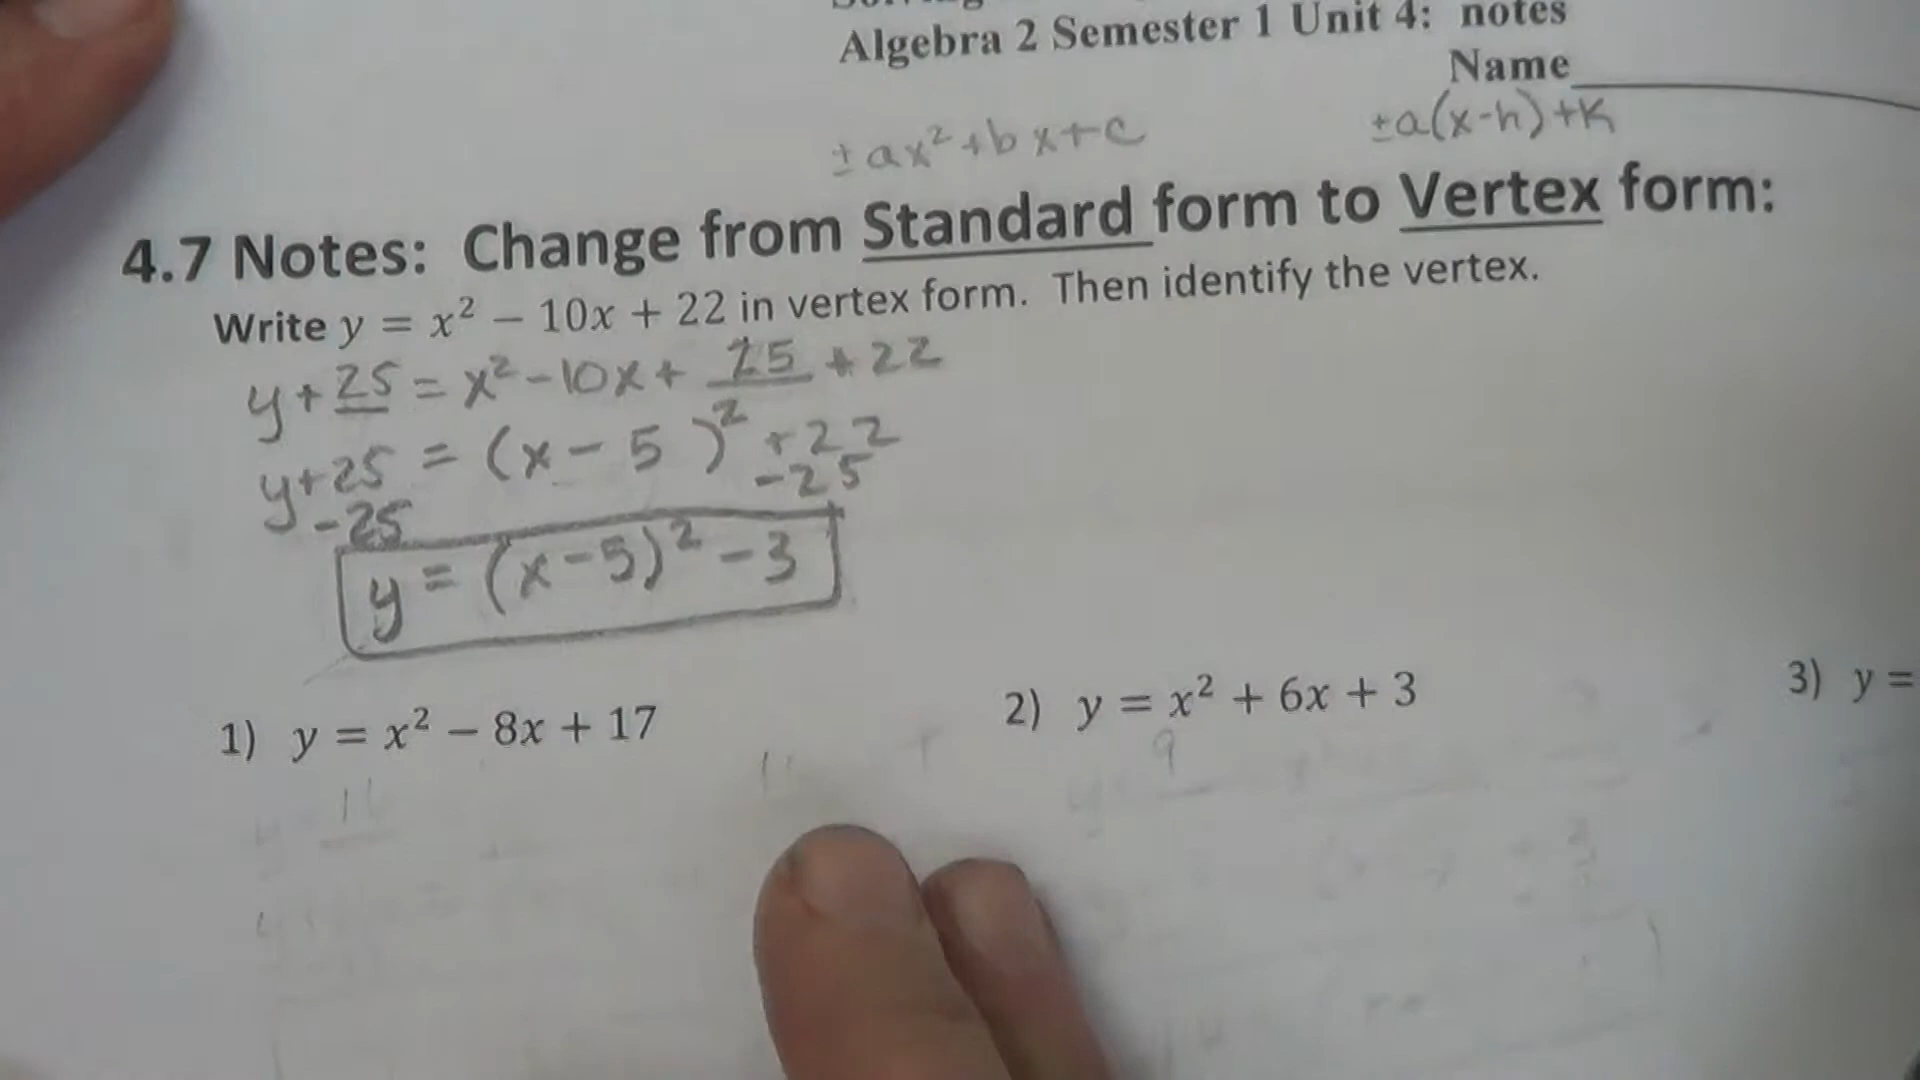 Algebra 2 Semester 1 Unit 4: notes
Name
± ax² + bx + c
± a(x-h) + k
4.7 Notes: Change from Standard form to Vertex form:
Write y = x² − 10x + 22 in vertex form. Then identify the vertex.
y + 25 = x² - 10x + 25 + 22
y + 25 = (x - 5)² + 22
-25 -25
y = (x-5)² - 3
1) y = x² − 8x + 17
2) y = x² + 6x + 3
3) y =
9